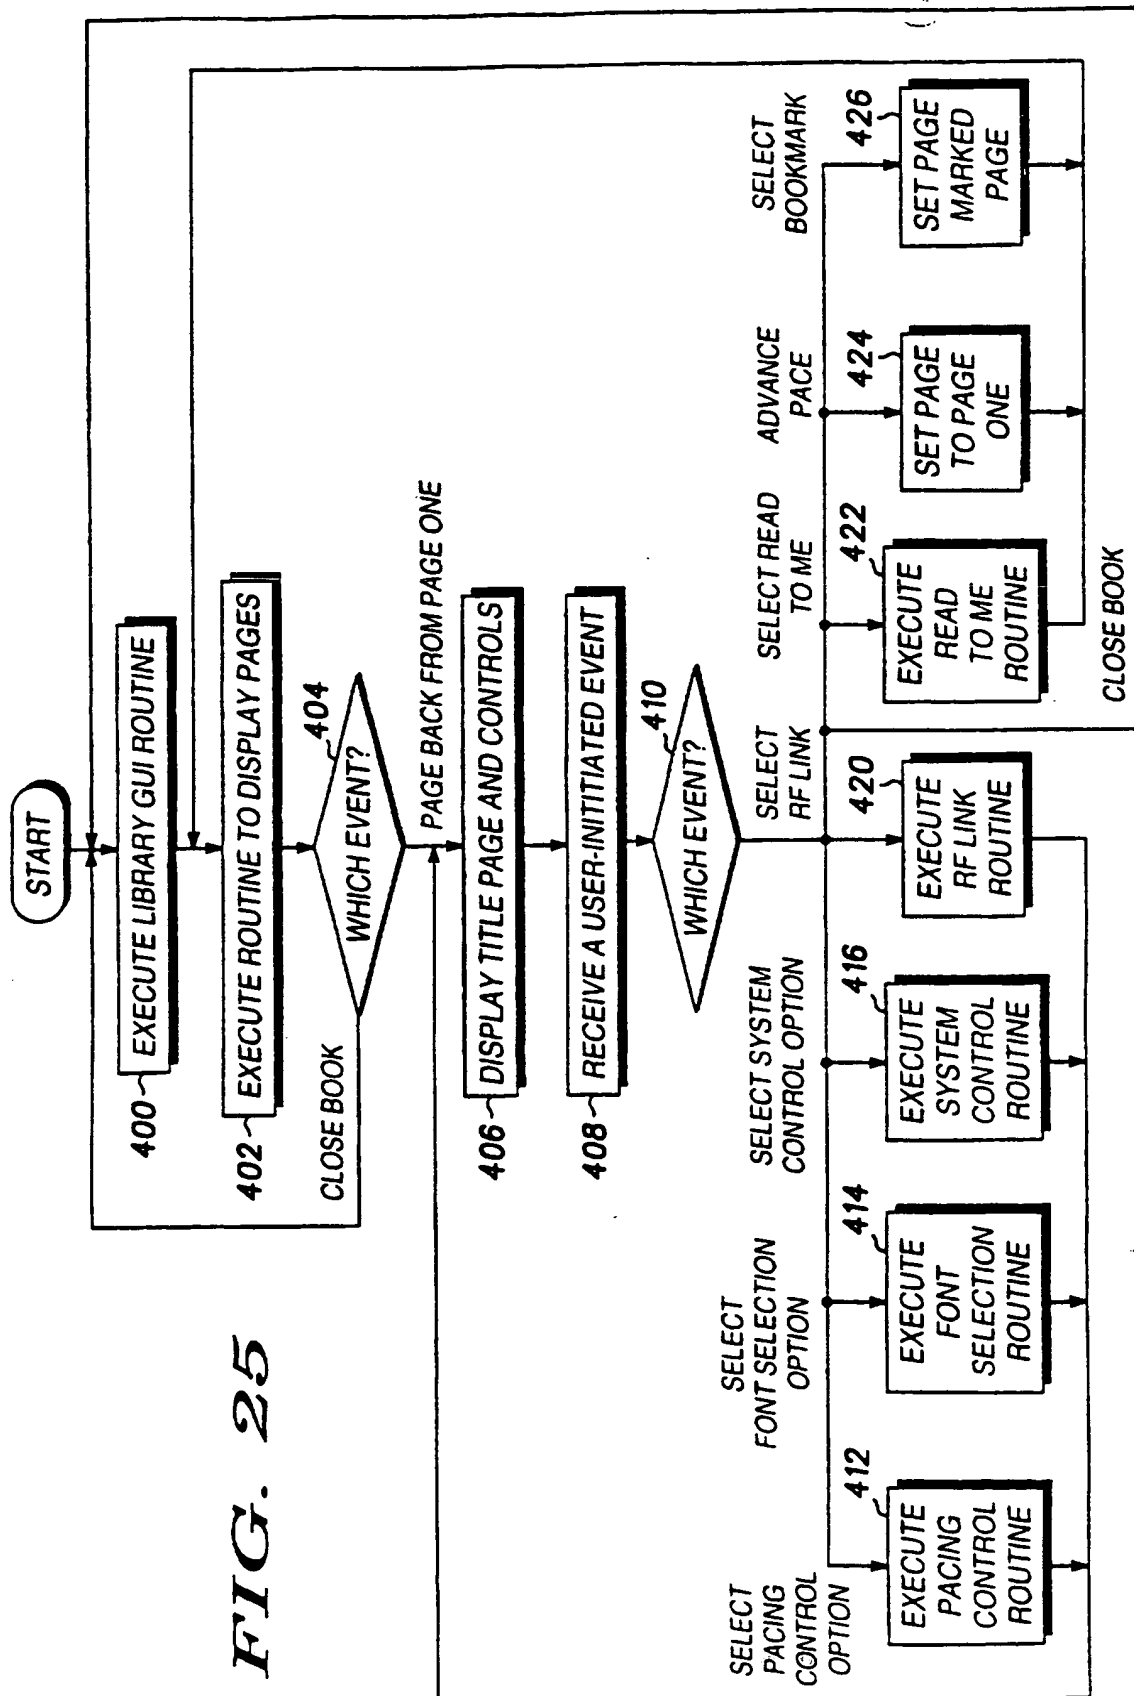 FIG. 25
START
400
EXECUTE LIBRARY GUI ROUTINE
402
EXECUTE ROUTINE TO DISPLAY PAGES
404
WHICH EVENT?
CLOSE BOOK
PAGE BACK FROM PAGE ONE
406
DISPLAY TITLE PAGE AND CONTROLS
408
RECEIVE A USER-INITIATED EVENT
410
WHICH EVENT?
SELECT
PACING
CONTROL
OPTION
SELECT
FONT SELECTION
OPTION
SELECT SYSTEM
CONTROL OPTION
SELECT
RF LINK
SELECT READ
TO ME
ADVANCE
PACE
SELECT
BOOKMARK
412
EXECUTE
PACING
CONTROL
ROUTINE
414
EXECUTE
FONT
SELECTION
ROUTINE
416
EXECUTE
SYSTEM
CONTROL
ROUTINE
420
EXECUTE
RF LINK
ROUTINE
422
EXECUTE
READ
TO ME
ROUTINE
424
SET PAGE
TO PAGE
ONE
426
SET PAGE
MARKED
PAGE
CLOSE BOOK